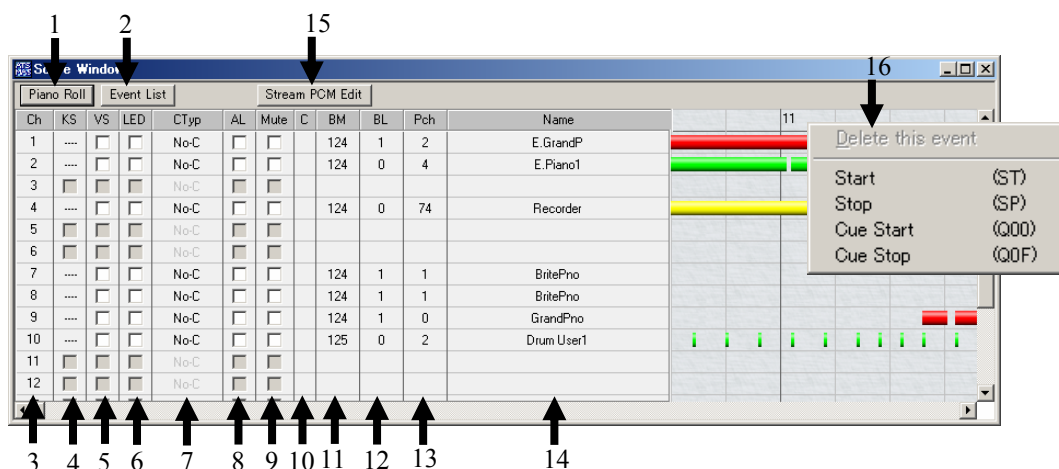 1 2 15
16
ATS Score Window
Piano Roll Event List Stream PCM Edit
Ch KS VS LED CTyp AL Mute C BM BL Pch Name 11
1 ---- No-C 124 1 2 E.GrandP
2 ---- No-C 124 0 4 E.Piano1
3 No-C
4 ---- No-C 124 0 74 Recorder
5 No-C
6 No-C
7 ---- No-C 124 1 1 BritePno
8 ---- No-C 124 1 1 BritePno
9 ---- No-C 124 1 0 GrandPno
10 ---- No-C 125 0 2 Drum User1
11 No-C
12 No-C
Delete this event
Start (ST)
Stop (SP)
Cue Start (Q00)
Cue Stop (Q0F)
3 4 5 6 7 8 9 10 11 12 13 14